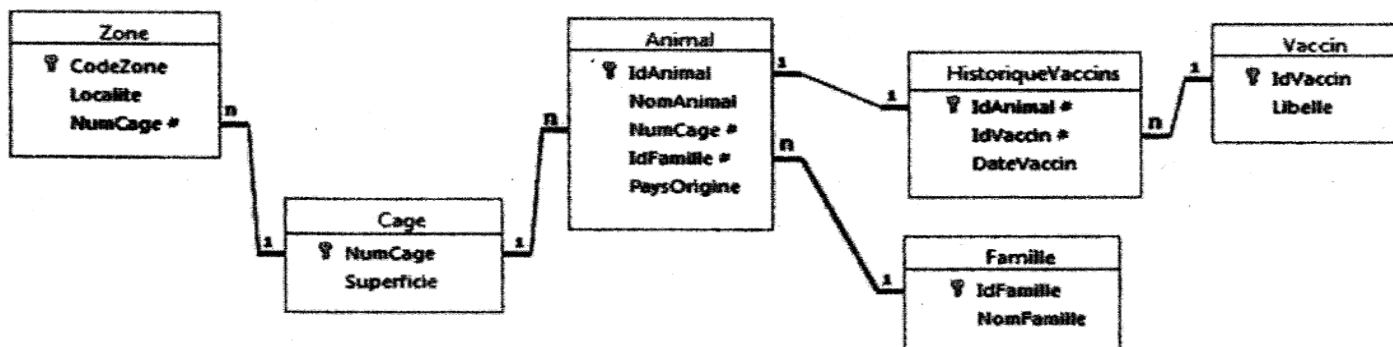 Zone
CodeZone
Localite
NumCage #
n
1
Cage
NumCage
Superficie
1
n
Animal
IdAnimal
NomAnimal
NumCage #
IdFamille #
PaysOrigine
1
1
n
1
HistoriqueVaccins
IdAnimal #
IdVaccin #
DateVaccin
n
1
Vaccin
IdVaccin
Libelle
Famille
IdFamille
NomFamille